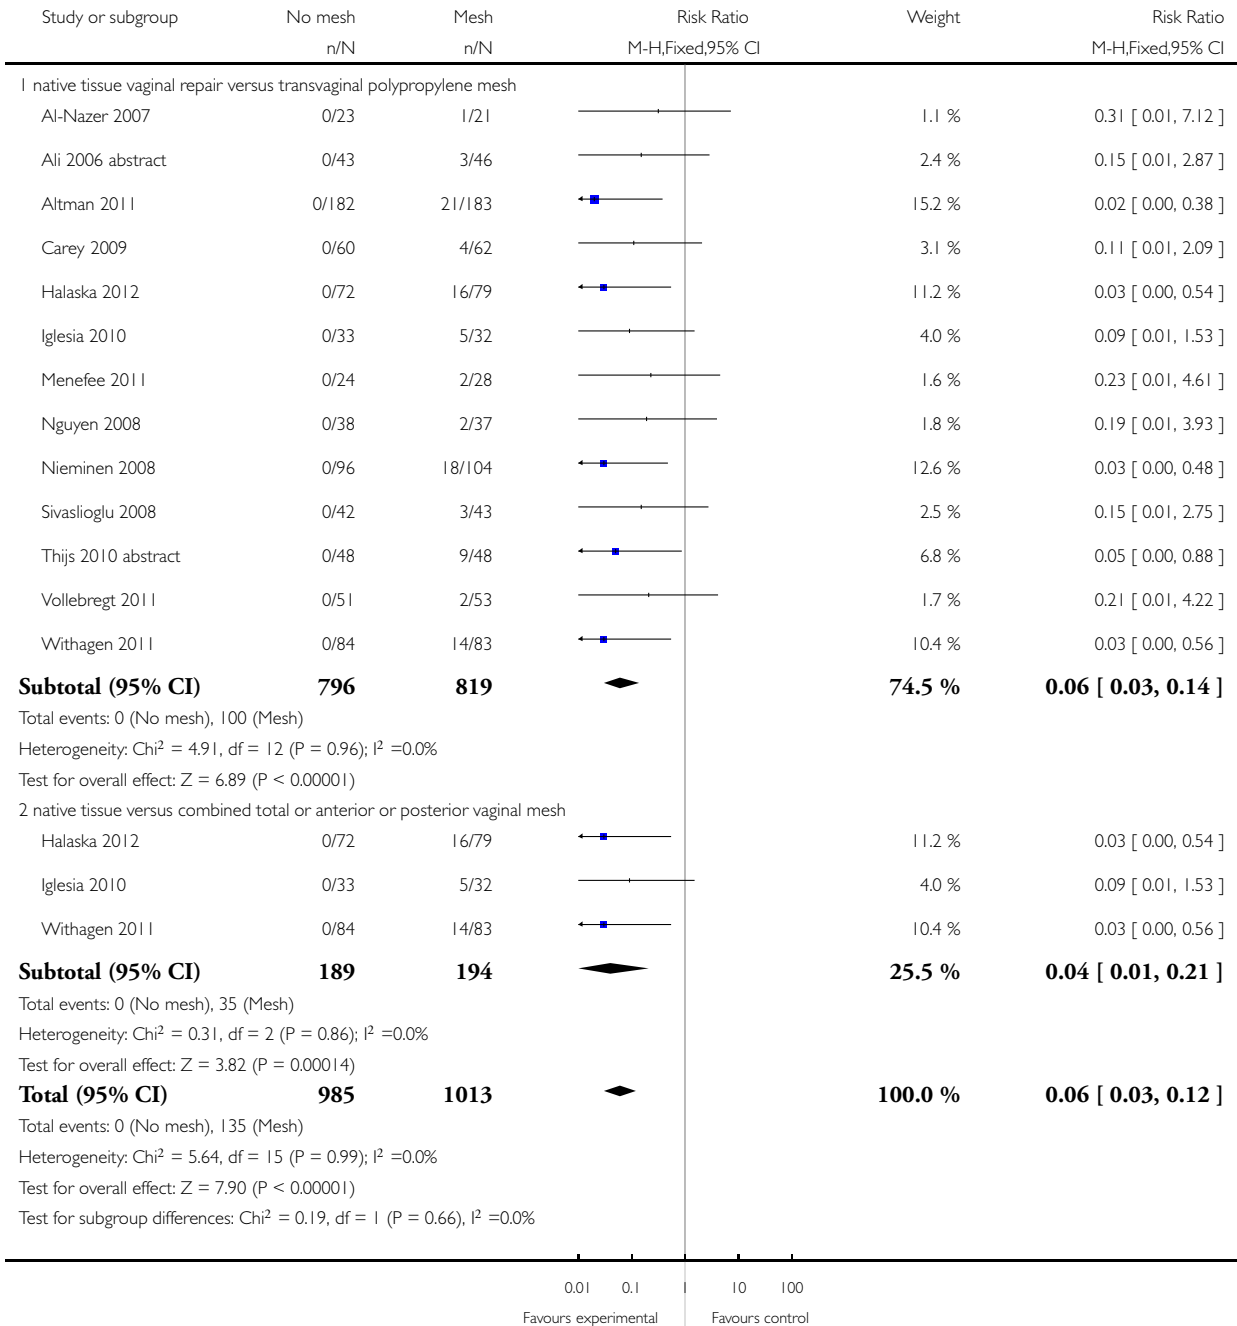 Study or subgroup No mesh Mesh Risk Ratio Weight Risk Ratio
n/N n/N M-H,Fixed,95% CI M-H,Fixed,95% CI
1 native tissue vaginal repair versus transvaginal polypropylene mesh
Al-Nazer 2007 0/23 1/21 1.1 % 0.31 [ 0.01, 7.12 ]
Ali 2006 abstract 0/43 3/46 2.4 % 0.15 [ 0.01, 2.87 ]
Altman 2011 0/182 21/183 15.2 % 0.02 [ 0.00, 0.38 ]
Carey 2009 0/60 4/62 3.1 % 0.11 [ 0.01, 2.09 ]
Halaska 2012 0/72 16/79 11.2 % 0.03 [ 0.00, 0.54 ]
Iglesia 2010 0/33 5/32 4.0 % 0.09 [ 0.01, 1.53 ]
Menefee 2011 0/24 2/28 1.6 % 0.23 [ 0.01, 4.61 ]
Nguyen 2008 0/38 2/37 1.8 % 0.19 [ 0.01, 3.93 ]
Nieminen 2008 0/96 18/104 12.6 % 0.03 [ 0.00, 0.48 ]
Sivaslioglu 2008 0/42 3/43 2.5 % 0.15 [ 0.01, 2.75 ]
Thijs 2010 abstract 0/48 9/48 6.8 % 0.05 [ 0.00, 0.88 ]
Vollebregt 2011 0/51 2/53 1.7 % 0.21 [ 0.01, 4.22 ]
Withagen 2011 0/84 14/83 10.4 % 0.03 [ 0.00, 0.56 ]
Subtotal (95% CI) 796 819 74.5 % 0.06 [ 0.03, 0.14 ]
Total events: 0 (No mesh), 100 (Mesh)
Heterogeneity: Chi² = 4.91, df = 12 (P = 0.96); I² =0.0%
Test for overall effect: Z = 6.89 (P < 0.00001)
2 native tissue versus combined total or anterior or posterior vaginal mesh
Halaska 2012 0/72 16/79 11.2 % 0.03 [ 0.00, 0.54 ]
Iglesia 2010 0/33 5/32 4.0 % 0.09 [ 0.01, 1.53 ]
Withagen 2011 0/84 14/83 10.4 % 0.03 [ 0.00, 0.56 ]
Subtotal (95% CI) 189 194 25.5 % 0.04 [ 0.01, 0.21 ]
Total events: 0 (No mesh), 35 (Mesh)
Heterogeneity: Chi² = 0.31, df = 2 (P = 0.86); I² =0.0%
Test for overall effect: Z = 3.82 (P = 0.00014)
Total (95% CI) 985 1013 100.0 % 0.06 [ 0.03, 0.12 ]
Total events: 0 (No mesh), 135 (Mesh)
Heterogeneity: Chi² = 5.64, df = 15 (P = 0.99); I² =0.0%
Test for overall effect: Z = 7.90 (P < 0.00001)
Test for subgroup differences: Chi² = 0.19, df = 1 (P = 0.66), I² =0.0%
0.01 0.1 1 10 100
Favours experimental Favours control